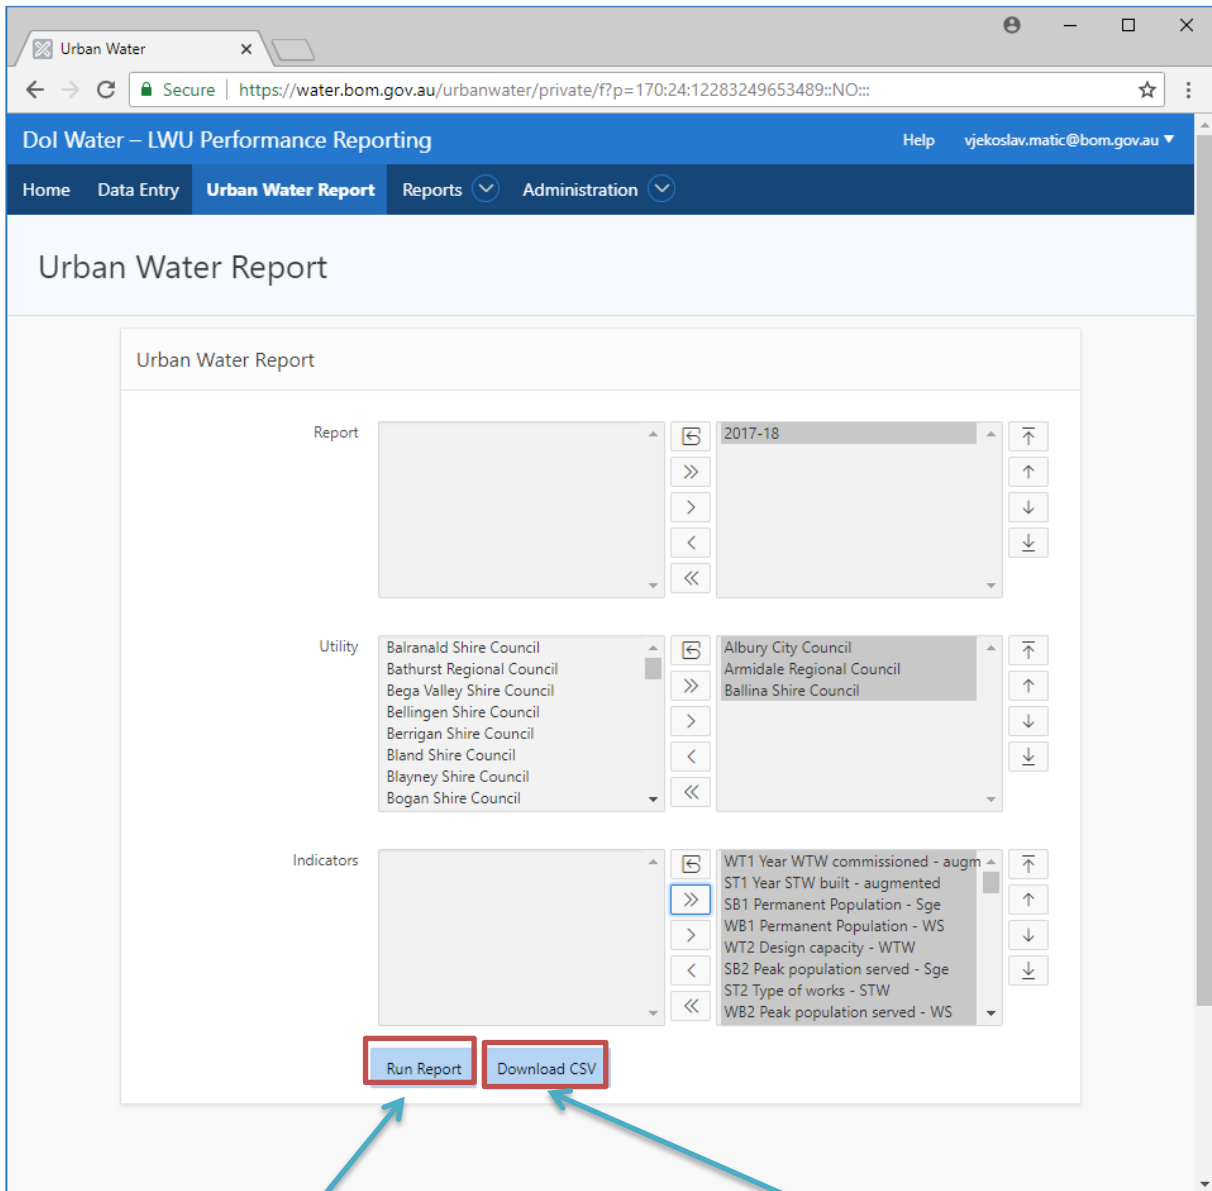 Urban Water
Secure https://water.bom.gov.au/urbanwater/private/f?p=170:24:12283249653489::NO:::
DoI Water – LWU Performance Reporting Help vjekoslav.matic@bom.gov.au
Home Data Entry Urban Water Report Reports Administration
Urban Water Report
Urban Water Report
Report
2017-18
Utility
Balranald Shire Council
Bathurst Regional Council
Bega Valley Shire Council
Bellingen Shire Council
Berrigan Shire Council
Bland Shire Council
Blayney Shire Council
Bogan Shire Council
Albury City Council
Armidale Regional Council
Ballina Shire Council
Indicators
WT1 Year WTW commissioned - augm
ST1 Year STW built - augmented
SB1 Permanent Population - Sge
WB1 Permanent Population - WS
WT2 Design capacity - WTW
SB2 Peak population served - Sge
ST2 Type of works - STW
WB2 Peak population served - WS
Run Report Download CSV